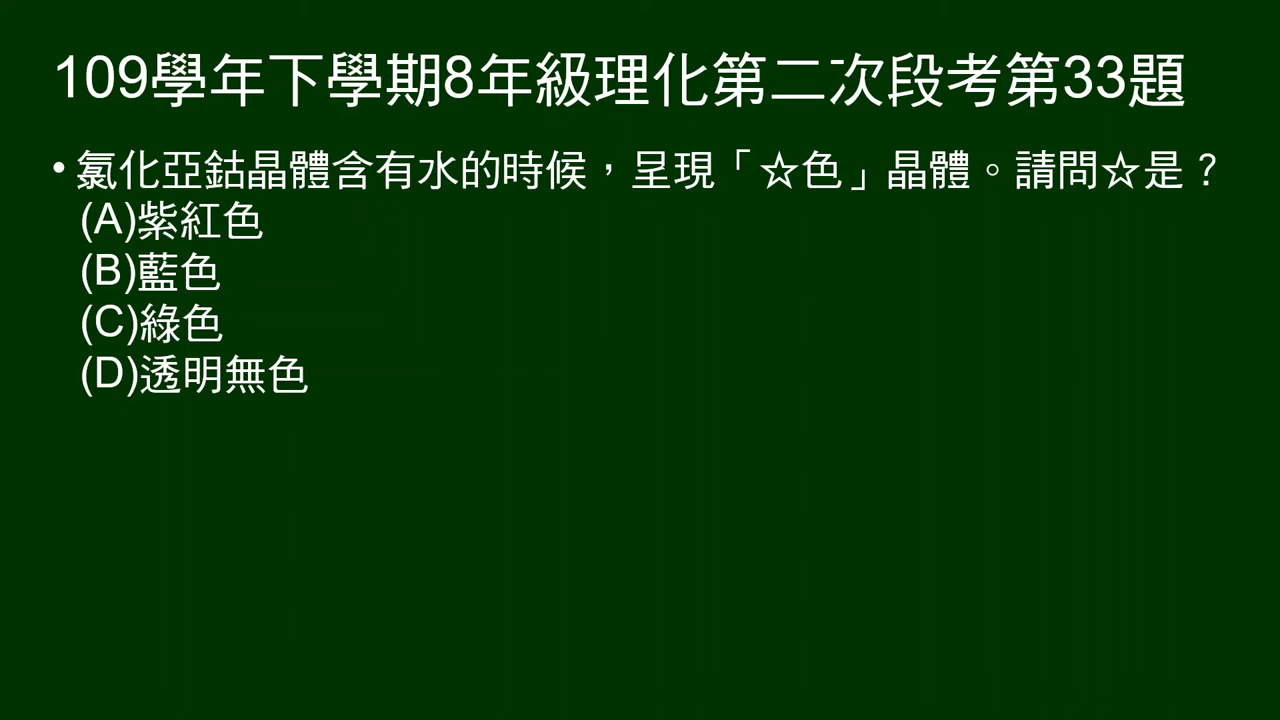 109學年下學期8年級理化第二次段考第33題
•氯化亞鈷晶體含有水的時候，呈現「☆色」晶體。請問☆是？
(A)紫紅色
(B)藍色
(C)綠色
(D)透明無色